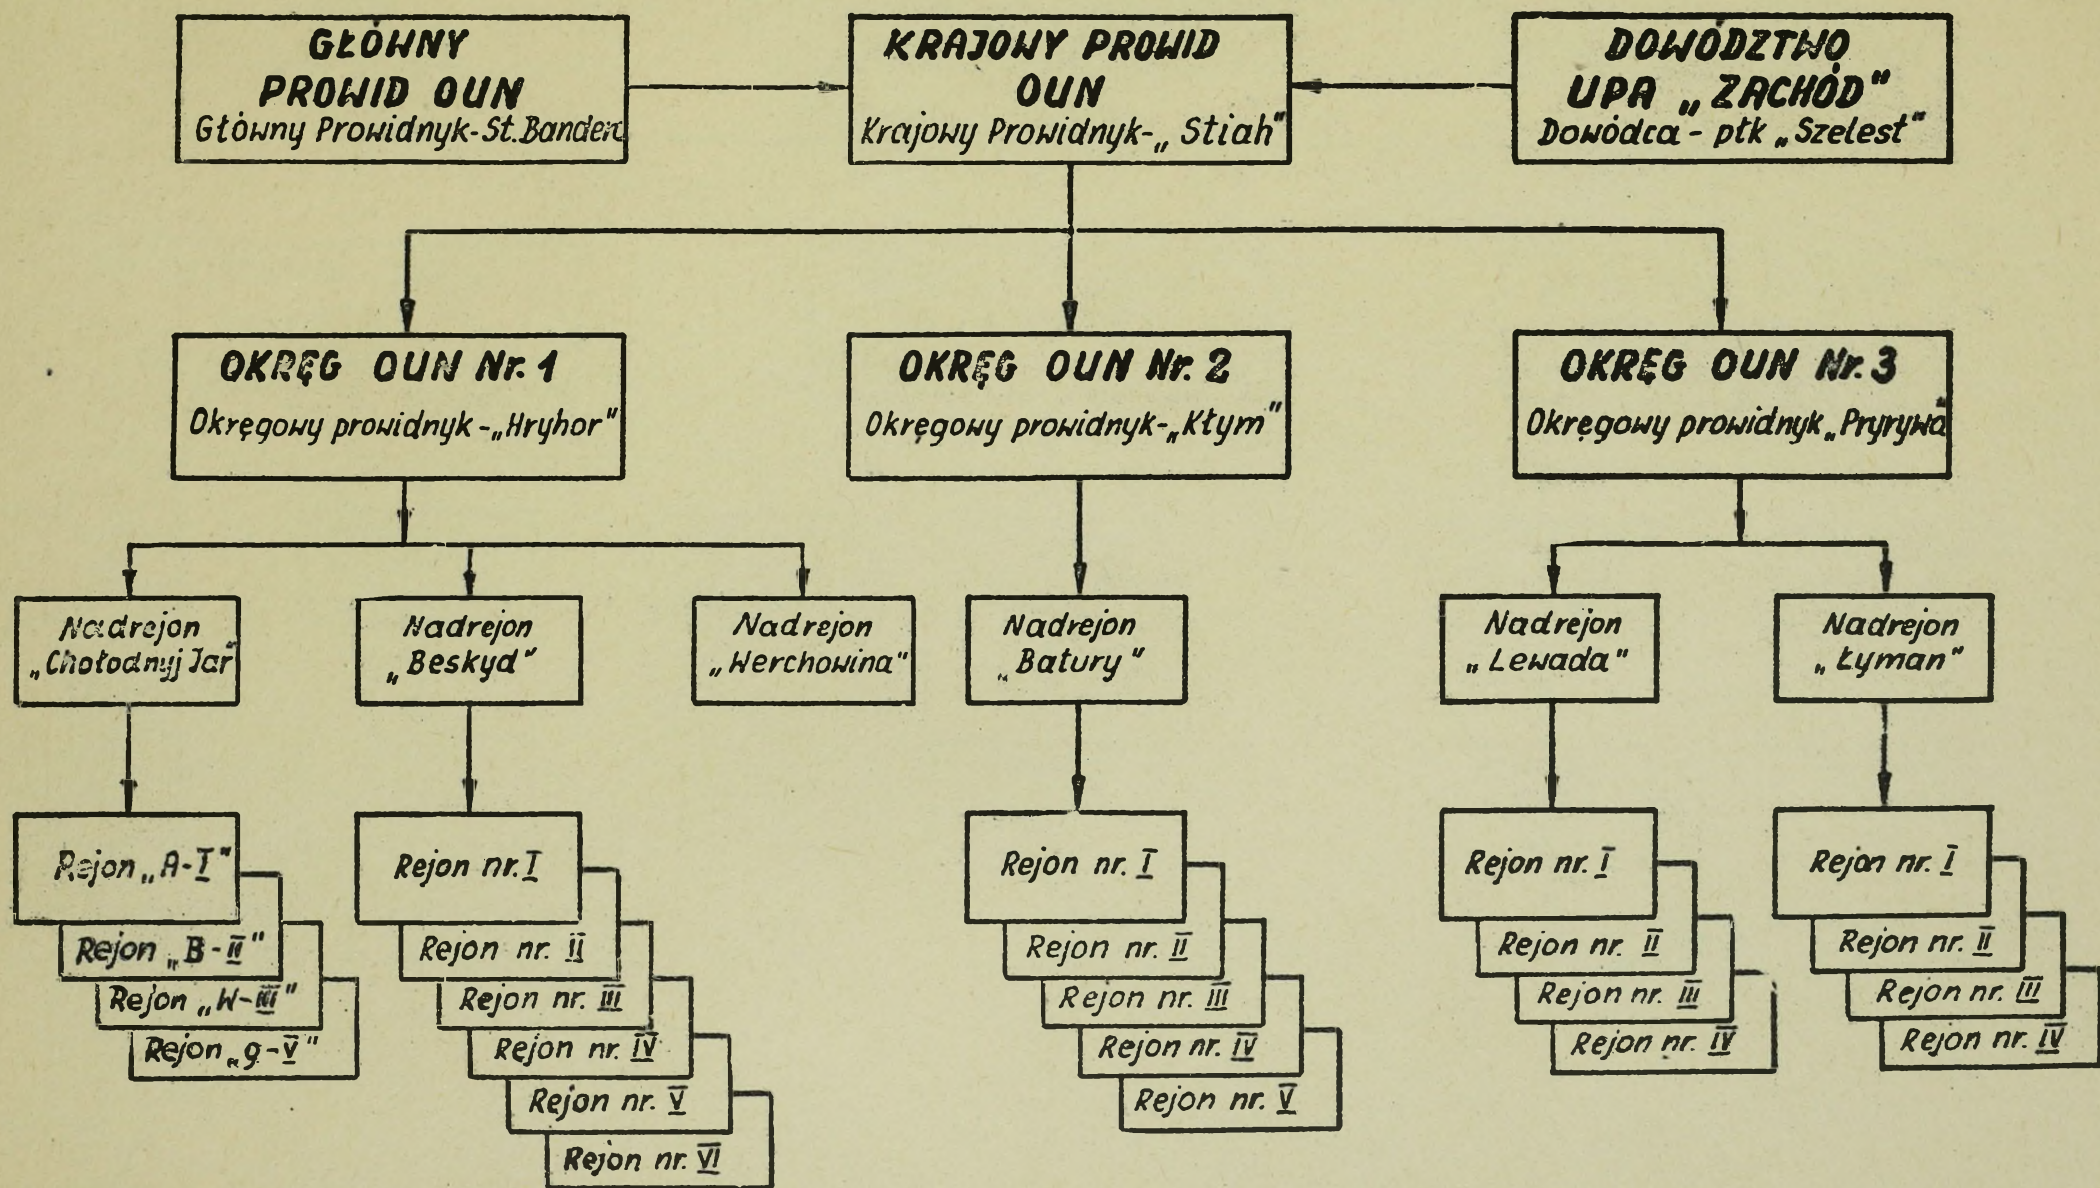 GŁÓWNY
PROWID OUN
Główny Prowidnyk-St. Bandera
KRAJOWY PROWID
OUN
Krajowy Prowidnyk-„Stiah"
DOWÓDZTWO
UPA „ZACHÓD"
Dowódca - płk „Szelest"
OKRĘG OUN Nr. 1
Okręgowy prowidnyk-„Hryhor"
OKRĘG OUN Nr. 2
Okręgowy prowidnyk-„Kłym"
OKRĘG OUN Nr. 3
Okręgowy prowidnyk „Pryrywa"
Nadrejon
„Chołodnyj Jar"
Nadrejon
„Beskyd"
Nadrejon
„Werchowina"
Nadrejon
„Batury"
Nadrejon
„Lewada"
Nadrejon
„Łyman"
Rejon „A-I"
Rejon „B-II"
Rejon „W-III"
Rejon „g-V"
Rejon nr. I
Rejon nr. II
Rejon nr. III
Rejon nr. IV
Rejon nr. V
Rejon nr. VI
Rejon nr. I
Rejon nr. II
Rejon nr. III
Rejon nr. IV
Rejon nr. V
Rejon nr. I
Rejon nr. II
Rejon nr. III
Rejon nr. IV
Rejon nr. I
Rejon nr. II
Rejon nr. III
Rejon nr. IV